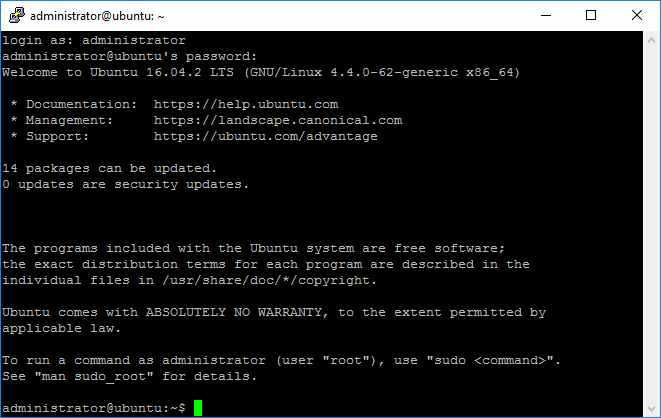 administrator@ubuntu: ~
login as: administrator
administrator@ubuntu's password:
Welcome to Ubuntu 16.04.2 LTS (GNU/Linux 4.4.0-62-generic x86_64)
* Documentation:  https://help.ubuntu.com
* Management:     https://landscape.canonical.com
* Support:        https://ubuntu.com/advantage
14 packages can be updated.
0 updates are security updates.
The programs included with the Ubuntu system are free software;
the exact distribution terms for each program are described in the
individual files in /usr/share/doc/*/copyright.
Ubuntu comes with ABSOLUTELY NO WARRANTY, to the extent permitted by
applicable law.
To run a command as administrator (user "root"), use "sudo <command>".
See "man sudo_root" for details.
administrator@ubuntu:~$